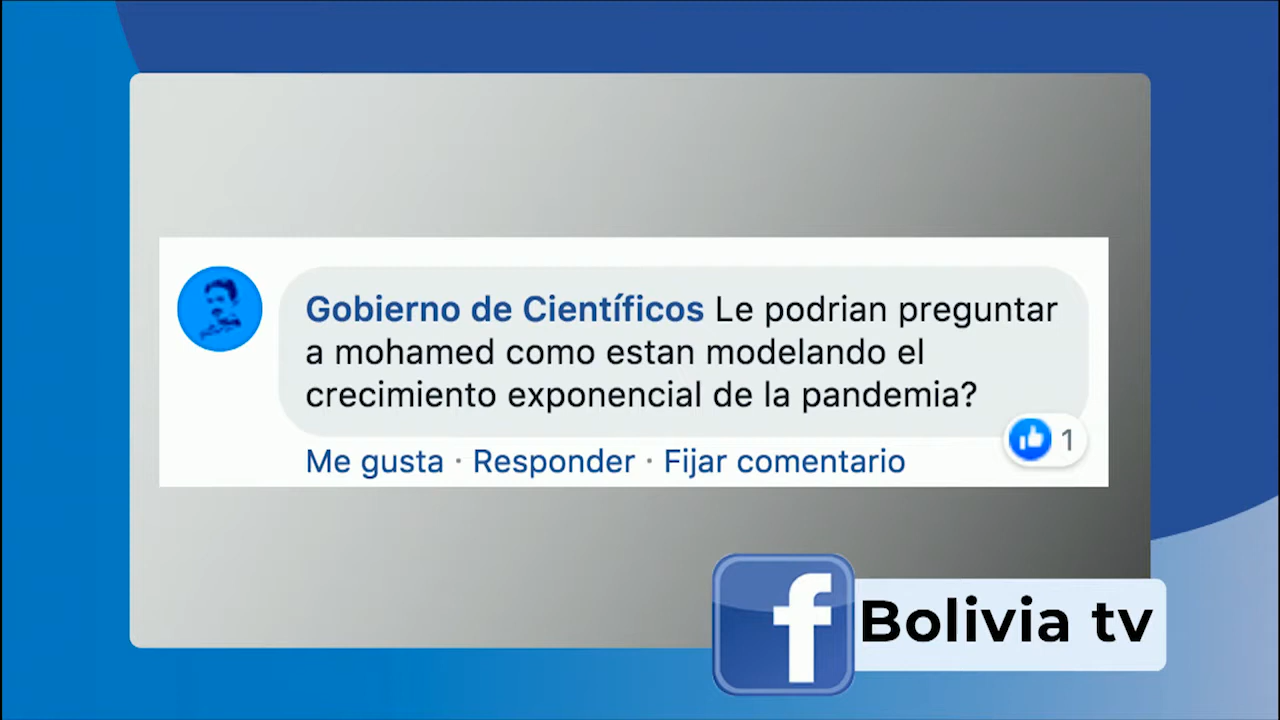 Gobierno de Científicos Le podrian preguntar
a mohamed como estan modelando el
crecimiento exponencial de la pandemia?
1
Me gusta · Responder · Fijar comentario
f
Bolivia tv